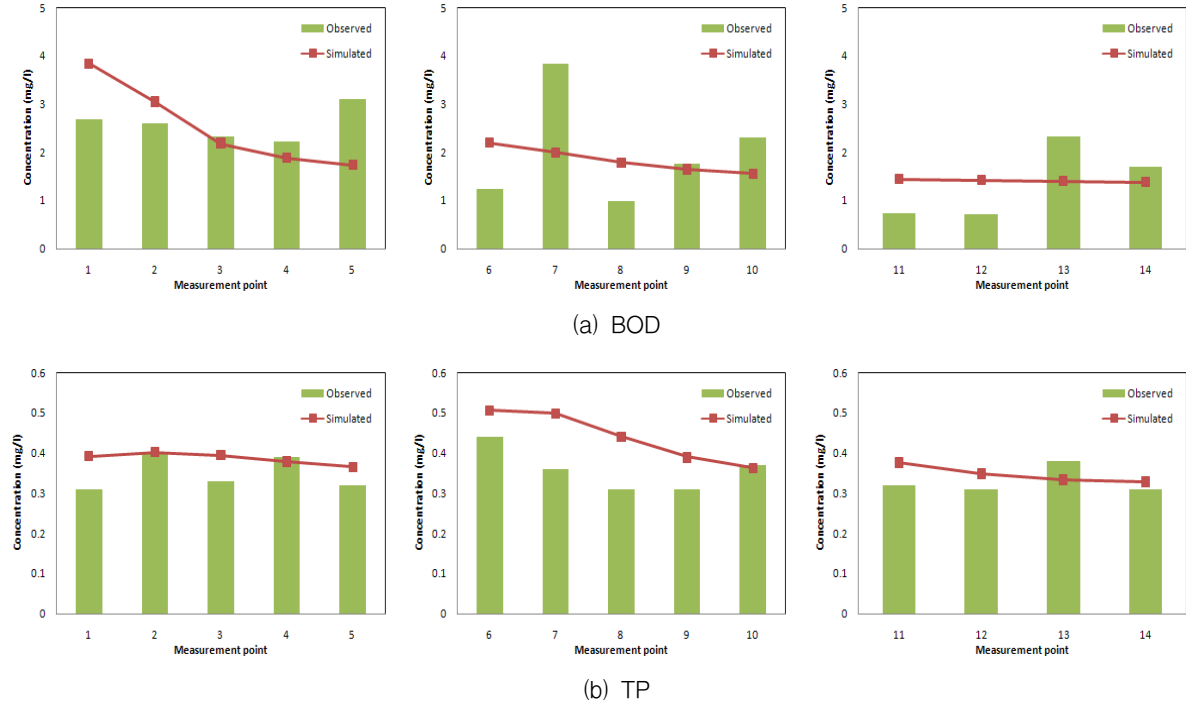 5
4
3
2
1
0
Concentration (mg/l)
Observed
Simulated
1 2 3 4 5
Measurement point
5
4
3
2
1
0
Concentration (mg/l)
Observed
Simulated
6 7 8 9 10
Measurement point
5
4
3
2
1
0
Concentration (mg/l)
Observed
Simulated
11 12 13 14
Measurement point
(a) BOD
0.6
0.5
0.4
0.3
0.2
0.1
0
Concentration (mg/l)
Observed
Simulated
1 2 3 4 5
Measurement point
0.6
0.5
0.4
0.3
0.2
0.1
0
Concentration (mg/l)
Observed
Simulated
6 7 8 9 10
Measurement point
0.6
0.5
0.4
0.3
0.2
0.1
0
Concentration (mg/l)
Observed
Simulated
11 12 13 14
Measurement point
(b) TP